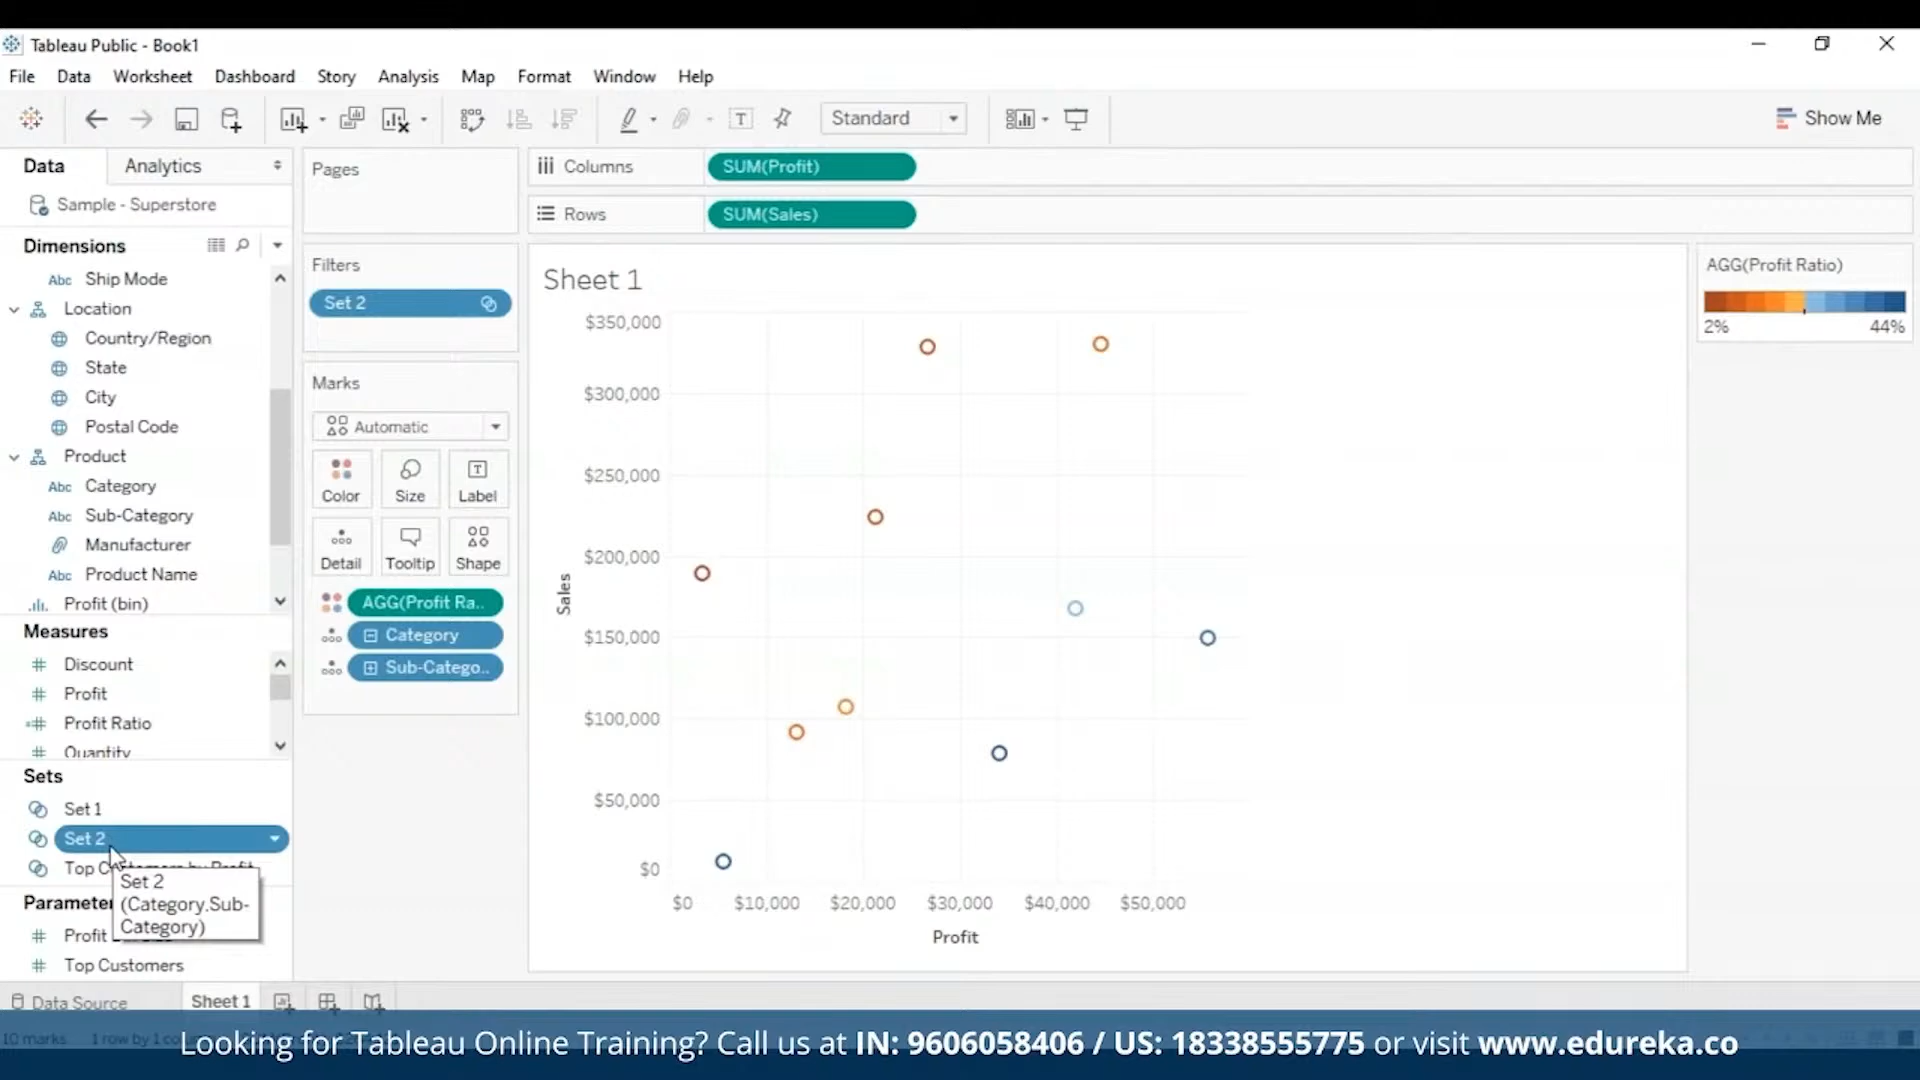 Tableau Public - Book1
File Data Worksheet Dashboard Story Analysis Map Format Window Help
Standard
Show Me
Data
Analytics
Sample - Superstore
Dimensions
Abc Ship Mode
Location
Country/Region
State
City
Postal Code
Product
Abc Category
Abc Sub-Category
Manufacturer
Abc Product Name
Profit (bin)
Measures
Discount
Profit
Profit Ratio
Quantity
Sets
Set 1
Set 2
Set 2
(Category,Sub-
Category)
Top Customers
Data Source
Sheet 1
Pages
Filters
Set 2
Marks
Automatic
Color Size Label
Detail Tooltip Shape
AGG(Profit Ra..
Category
Sub-Catego..
Columns
SUM(Profit)
Rows
SUM(Sales)
Sheet 1
$350,000
$300,000
$250,000
$200,000
$150,000
$100,000
$50,000
$0
Sales
$0 $10,000 $20,000 $30,000 $40,000 $50,000
Profit
AGG(Profit Ratio)
2% 44%
10 marks
Looking for Tableau Online Training? Call us at IN: 9606058406 / US: 18338555775 or visit www.edureka.co